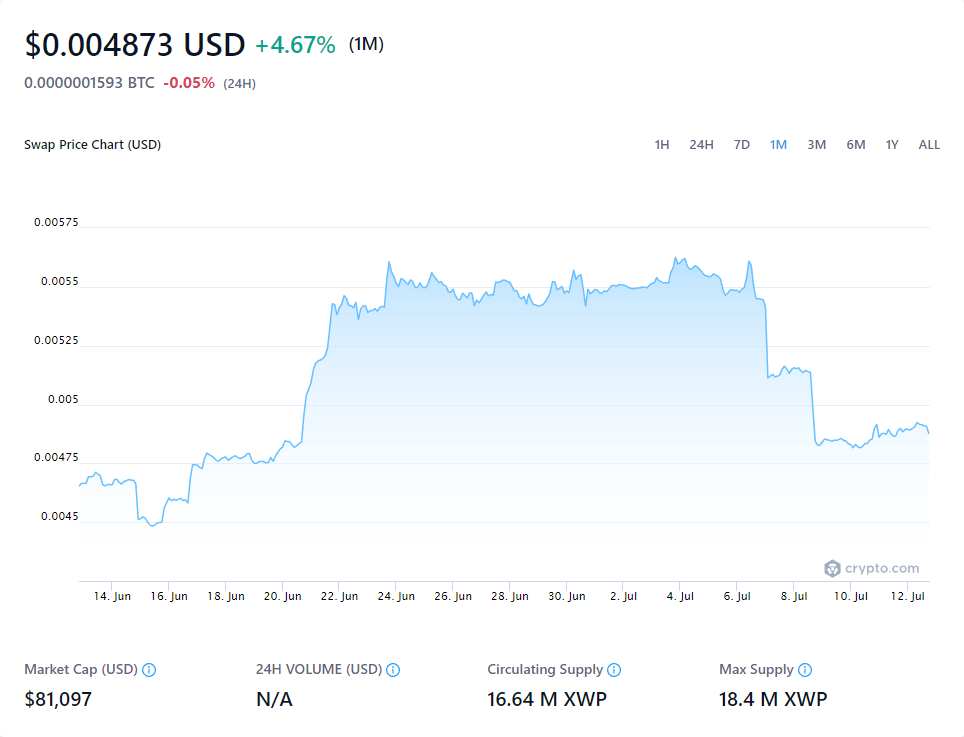 $0.004873 USD +4.67% (1M)
0.0000001593 BTC -0.05% (24H)
Swap Price Chart (USD) 1H 24H 7D 1M 3M 6M 1Y ALL
0.00575
0.0055
0.00525
0.005
0.00475
0.0045
crypto.com
14. Jun 16. Jun 18. Jun 20. Jun 22. Jun 24. Jun 26. Jun 28. Jun 30. Jun 2. Jul 4. Jul 6. Jul 8. Jul 10. Jul 12. Jul
Market Cap (USD) 24H VOLUME (USD) Circulating Supply Max Supply
$81,097 N/A 16.64 M XWP 18.4 M XWP